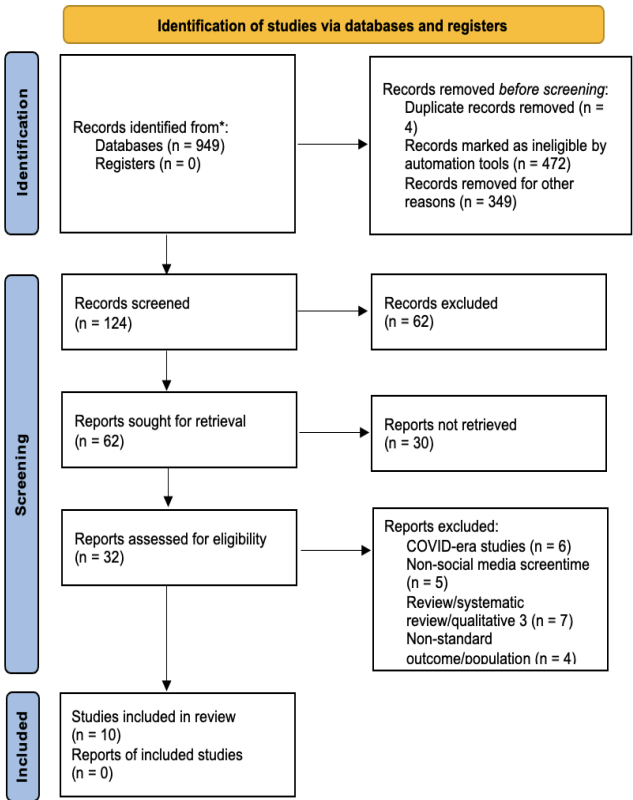 Identification of studies via databases and registers
Identification
Records identified from*:
Databases (n = 949)
Registers (n = 0)
Records removed before screening:
Duplicate records removed (n =
4)
Records marked as ineligible by
automation tools (n = 472)
Records removed for other
reasons (n = 349)
Screening
Records screened
(n = 124)
Records excluded
(n = 62)
Reports sought for retrieval
(n = 62)
Reports not retrieved
(n = 30)
Reports assessed for eligibility
(n = 32)
Reports excluded:
COVID-era studies (n = 6)
Non-social media screentime
(n = 5)
Review/systematic
review/qualitative 3 (n = 7)
Non-standard
outcome/population (n = 4)
Included
Studies included in review
(n = 10)
Reports of included studies
(n = 0)